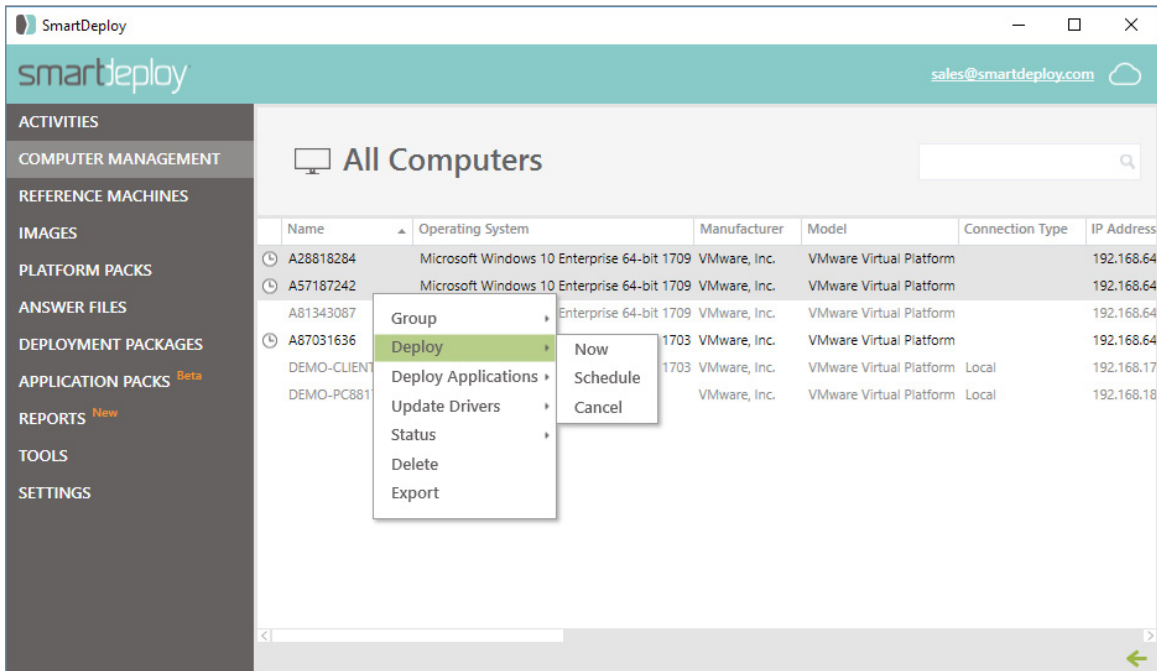 SmartDeploy
smartdeploy
sales@smartdeploy.com
ACTIVITIES
COMPUTER MANAGEMENT
REFERENCE MACHINES
IMAGES
PLATFORM PACKS
ANSWER FILES
DEPLOYMENT PACKAGES
APPLICATION PACKS Beta
REPORTS New
TOOLS
SETTINGS
All Computers
Name Operating System Manufacturer Model Connection Type IP Address
A28818284 Microsoft Windows 10 Enterprise 64-bit 1709 VMware, Inc. VMware Virtual Platform 192.168.64
A57187242 Microsoft Windows 10 Enterprise 64-bit 1709 VMware, Inc. VMware Virtual Platform 192.168.64
A81343087 Enterprise 64-bit 1709 VMware, Inc. VMware Virtual Platform 192.168.64
A87031636 1703 VMware, Inc. VMware Virtual Platform 192.168.64
DEMO-CLIENT 1703 VMware, Inc. VMware Virtual Platform Local 192.168.17
DEMO-PC881 VMware, Inc. VMware Virtual Platform Local 192.168.18
Group
Deploy
Deploy Applications
Update Drivers
Status
Delete
Export
Now
Schedule
Cancel